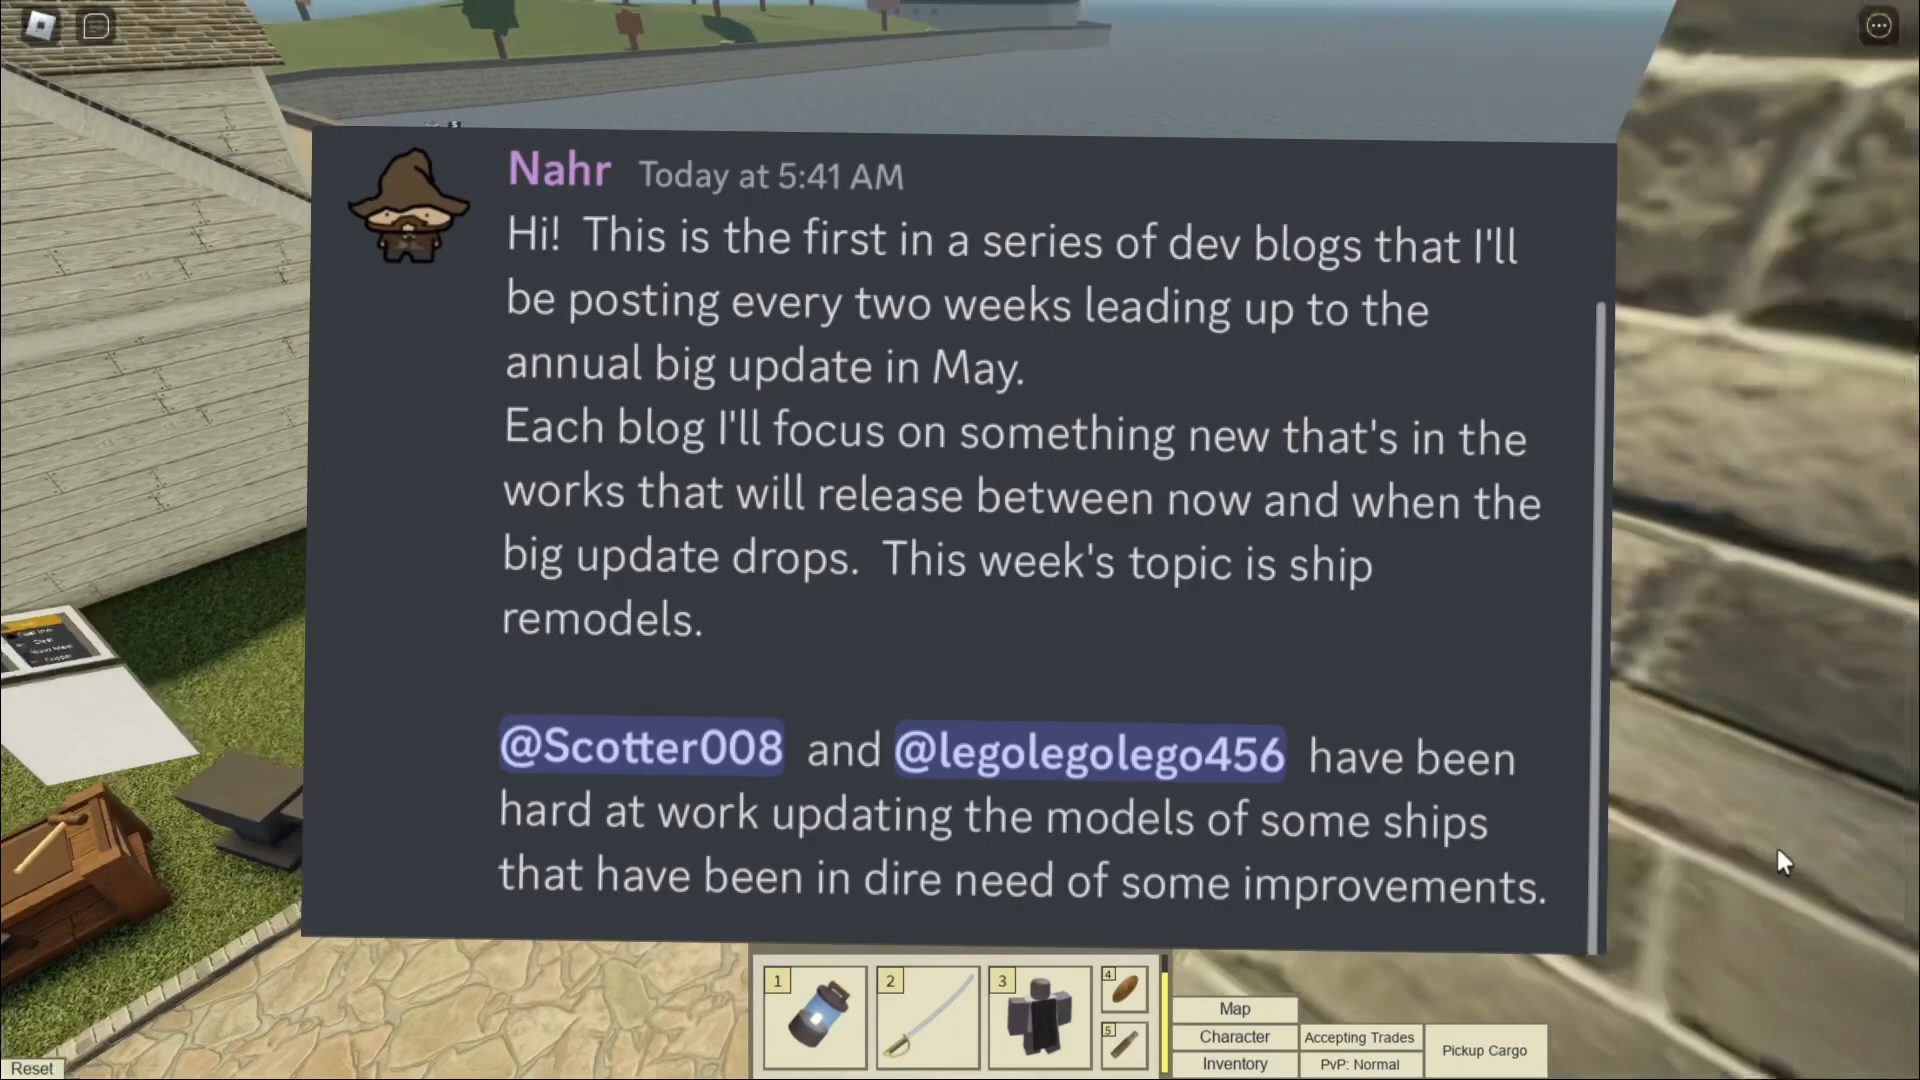 Nahr Today at 5:41 AM
Hi! This is the first in a series of dev blogs that I'll
be posting every two weeks leading up to the
annual big update in May.
Each blog I'll focus on something new that's in the
works that will release between now and when the
big update drops. This week's topic is ship
remodels.
@Scotter008 and @legolegolego456 have been
hard at work updating the models of some ships
that have been in dire need of some improvements.
1
2
3
4
5
Map
Character
Accepting Trades
Pickup Cargo
Inventory
PvP: Normal
Reset